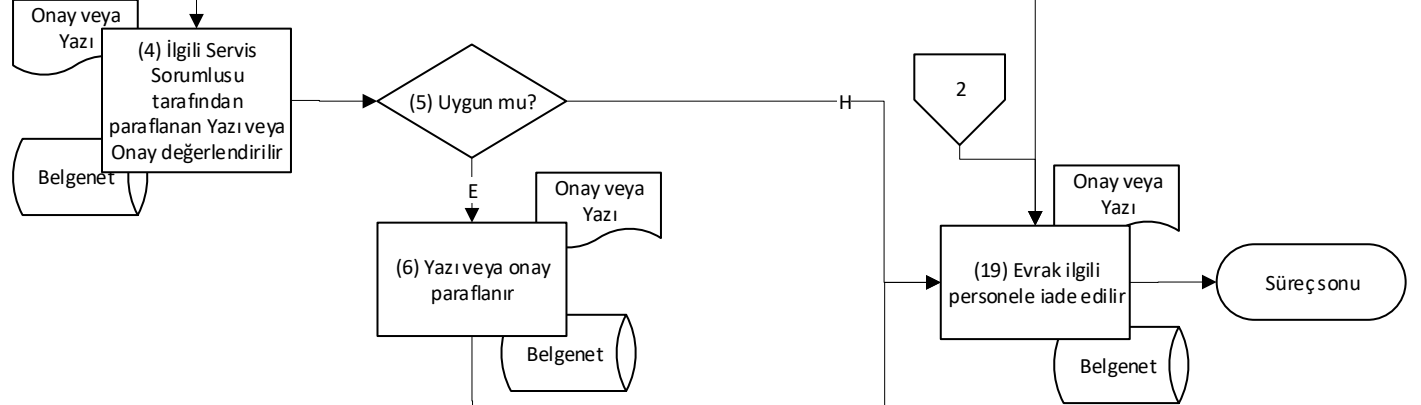 Onay veya
Yazı
(4) İlgili Servis
Sorumlusu
tarafından
paraflanan Yazı veya
Onay değerlendirilir
Belgenet
(5) Uygun mu?
H
E
Onay veya
Yazı
(6) Yazı veya onay
paraflanır
Belgenet
2
Onay veya
Yazı
(19) Evrak ilgili
personele iade edilir
Belgenet
Süreç sonu